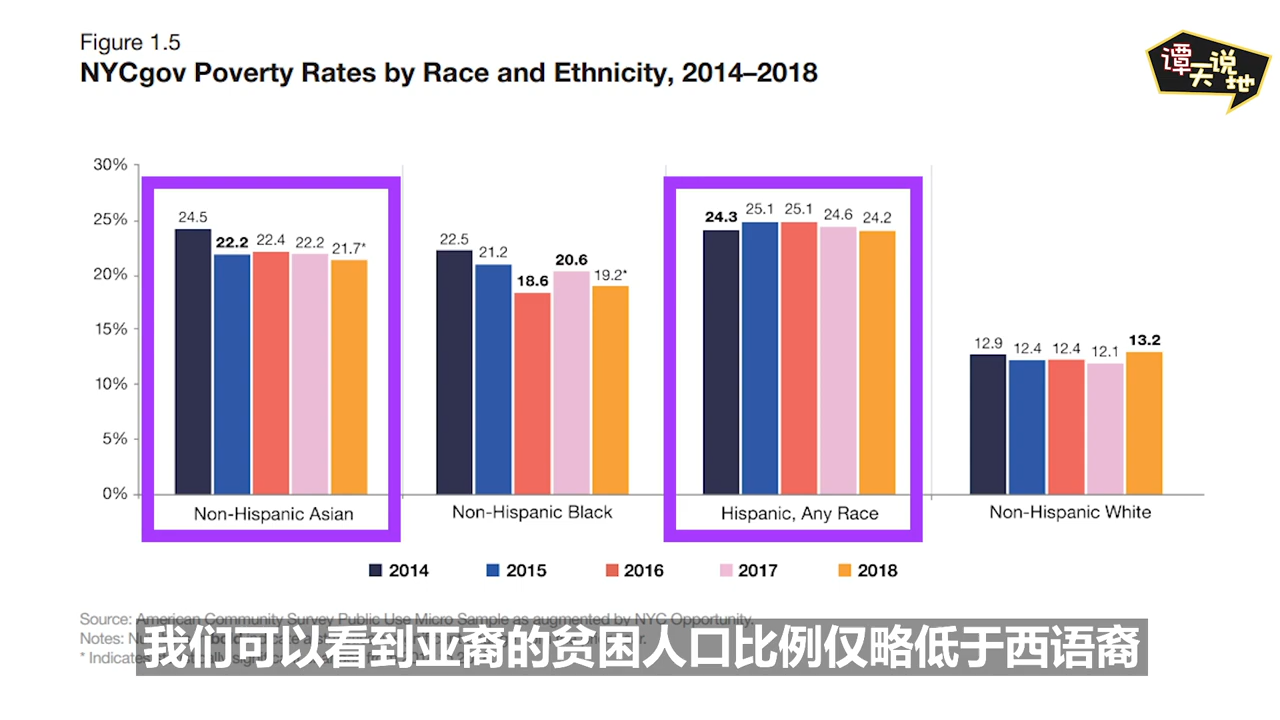 Figure 1.5
NYCgov Poverty Rates by Race and Ethnicity, 2014–2018
谭天说地
30%
25%
20%
15%
10%
5%
0%
24.5
22.2
22.4
22.2
21.7*
22.5
21.2
18.6
20.6
19.2*
24.3
25.1
25.1
24.6
24.2
12.9
12.4
12.4
12.1
13.2
Non-Hispanic Asian
Non-Hispanic Black
Hispanic, Any Race
Non-Hispanic White
2014
2015
2016
2017
2018
Source: American Community Survey Public Use Micro Sample as augmented by NYC Opportunity.
Notes:
* Indicates
我们可以看到亚裔的贫困人口比例仅略低于西语裔